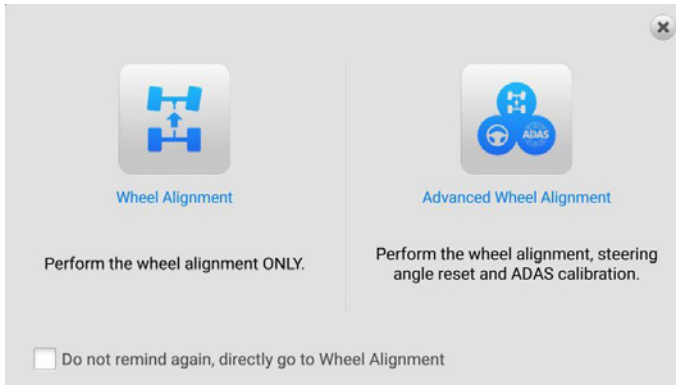 ADAS
Wheel Alignment
Advanced Wheel Alignment
Perform the wheel alignment ONLY.
Perform the wheel alignment, steering
angle reset and ADAS calibration.
Do not remind again, directly go to Wheel Alignment